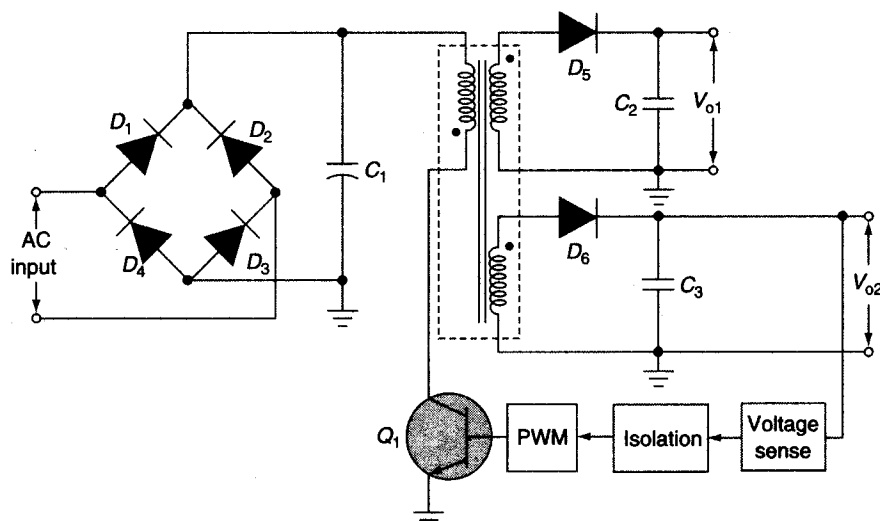 D5
C2
Vo1
D1
D2
C1
AC
input
D4
D3
D6
C3
Vo2
Q1
PWM
Isolation
Voltage
sense